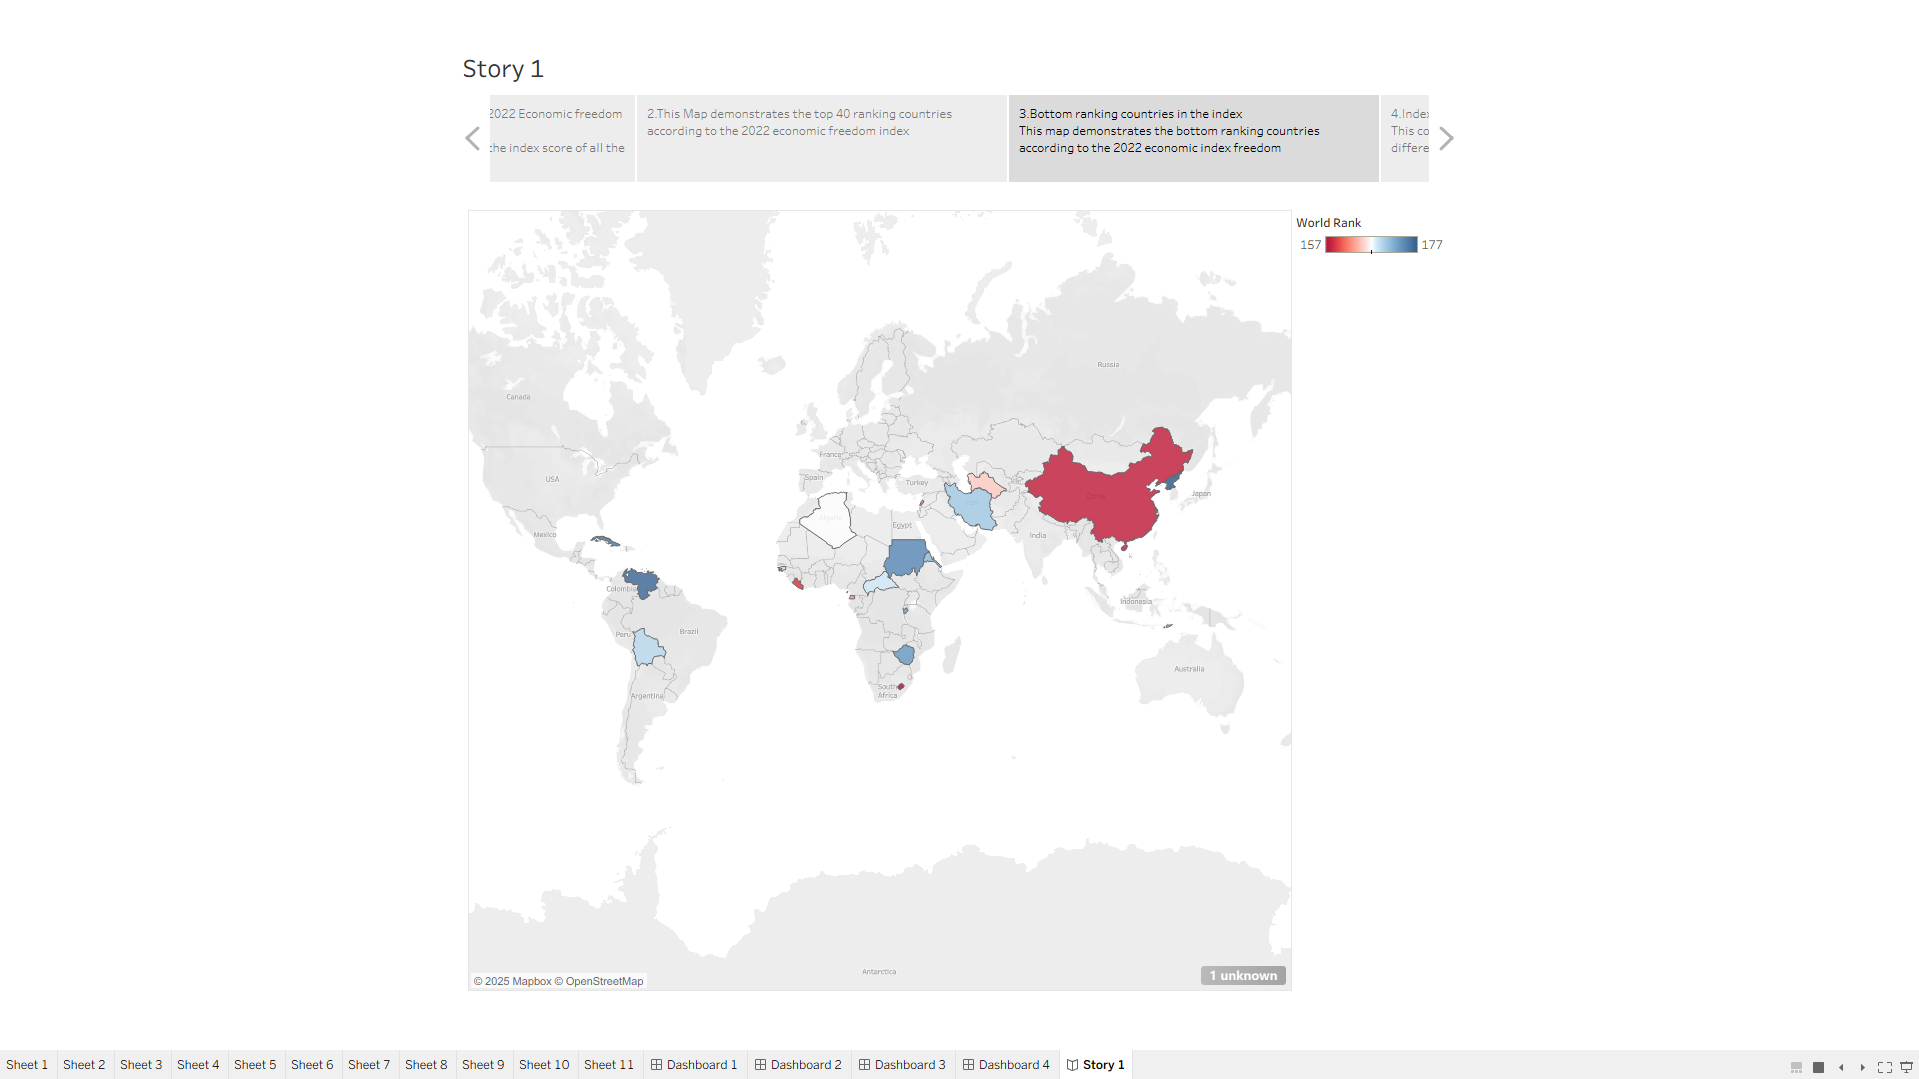 Story 1
2022 Economic freedom
the index score of all the
2.This Map demonstrates the top 40 ranking countries
according to the 2022 economic freedom index
3.Bottom ranking countries in the index
This map demonstrates the bottom ranking countries
according to the 2022 economic index freedom
4.Index
This co
differe
World Rank
157
177
Russia
Canada
France
USA
Spain
Turkey
China
Japan
Algeria
Egypt
Mexico
India
Colombia
Indonesia
Peru
Brazil
Australia
South
Africa
Argentina
Antarctica
1 unknown
© 2025 Mapbox © OpenStreetMap
Sheet 1
Sheet 2
Sheet 3
Sheet 4
Sheet 5
Sheet 6
Sheet 7
Sheet 8
Sheet 9
Sheet 10
Sheet 11
Dashboard 1
Dashboard 2
Dashboard 3
Dashboard 4
Story 1